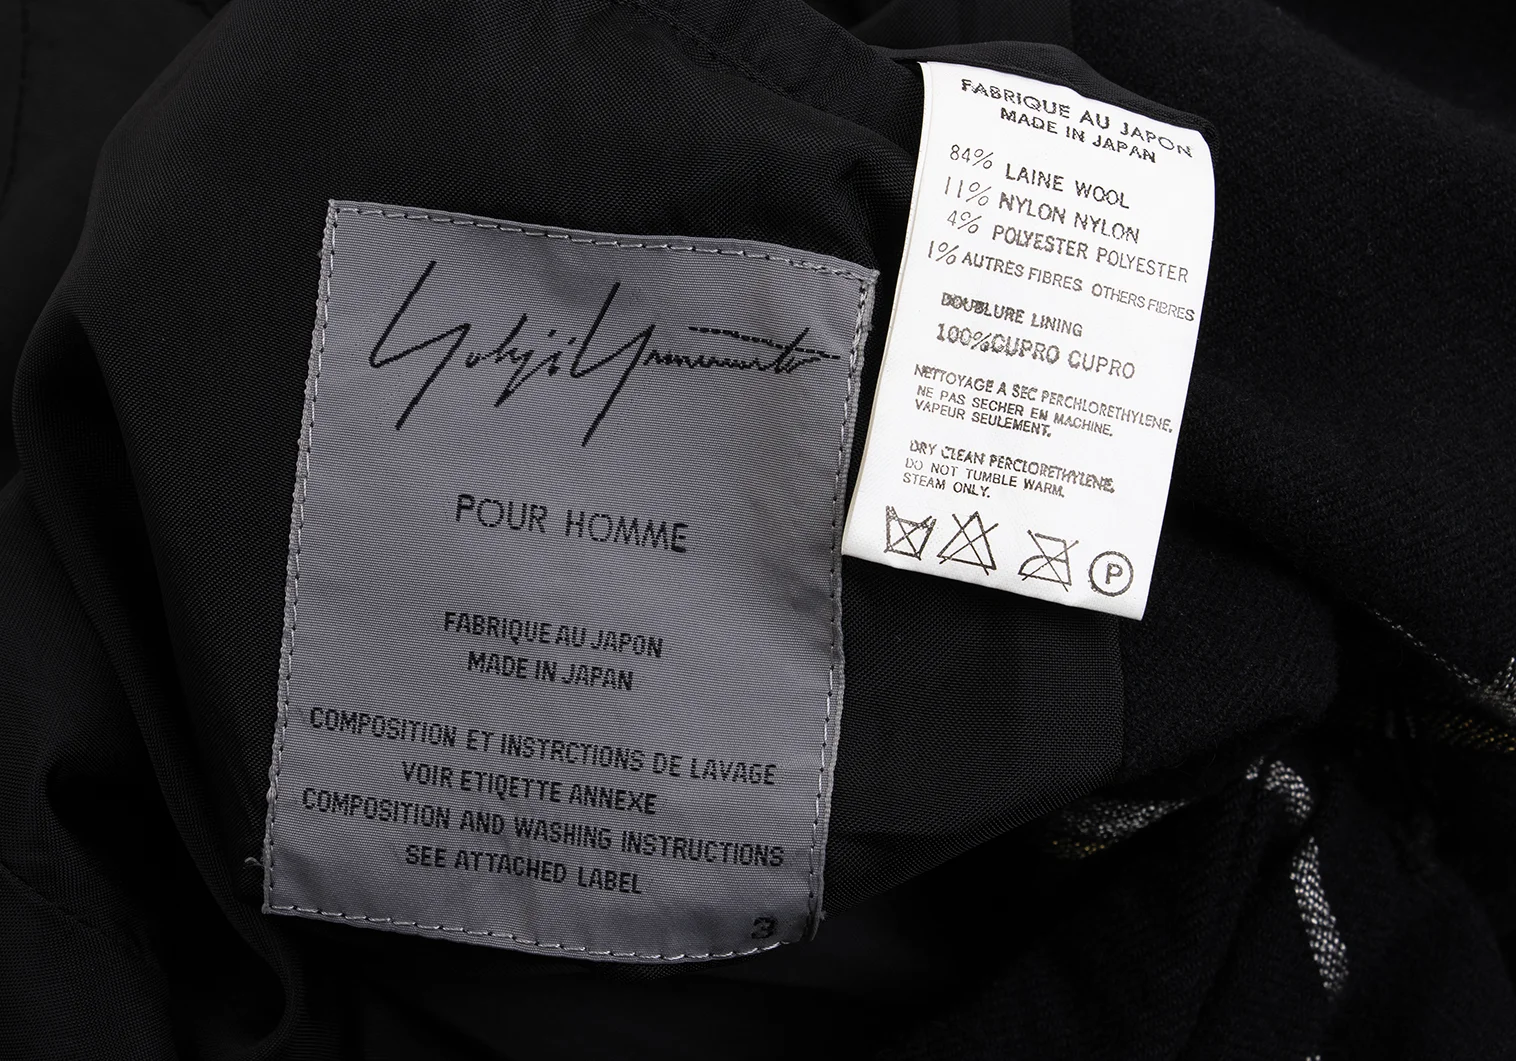 Yohji Yamamoto
POUR HOMME
FABRIQUE AU JAPON
MADE IN JAPAN
COMPOSITION ET INSTRCTIONS DE LAVAGE
VOIR ETIQETTE ANNEXE
COMPOSITION AND WASHING INSTRUCTIONS
SEE ATTACHED LABEL
3
FABRIQUE AU JAPON
MADE IN JAPAN
84% LAINE WOOL
11% NYLON NYLON
4% POLYESTER POLYESTER
1% AUTRES FIBRES OTHERS FIBRES
DOUBLURE LINING
100% CUPRO CUPRO
NETTOYAGE A SEC PERCHLORETHYLENE.
NE PAS SECHER EN MACHINE.
VAPEUR SEULEMENT.
DRY CLEAN PERCLORETHYLENE.
DO NOT TUMBLE WARM.
STEAM ONLY.
P